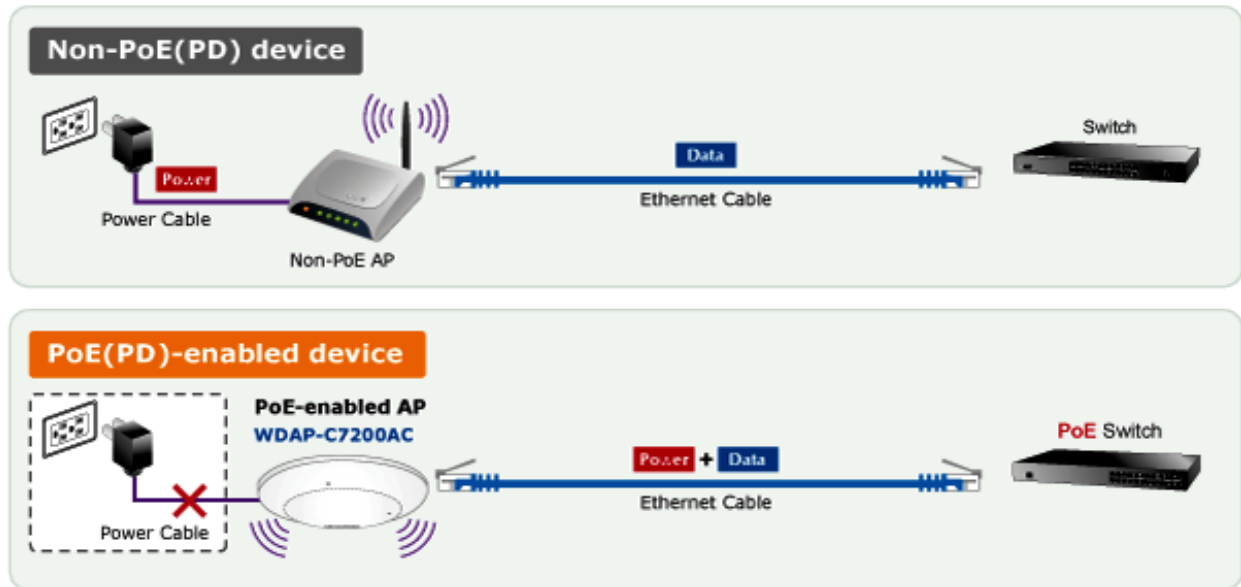 Non-PoE(PD) device
Switch
Data
Power
Ethernet Cable
Power Cable
Non-PoE AP
PoE(PD)-enabled device
PoE-enabled AP
WDAP-C7200AC
PoE Switch
Power + Data
Ethernet Cable
Power Cable